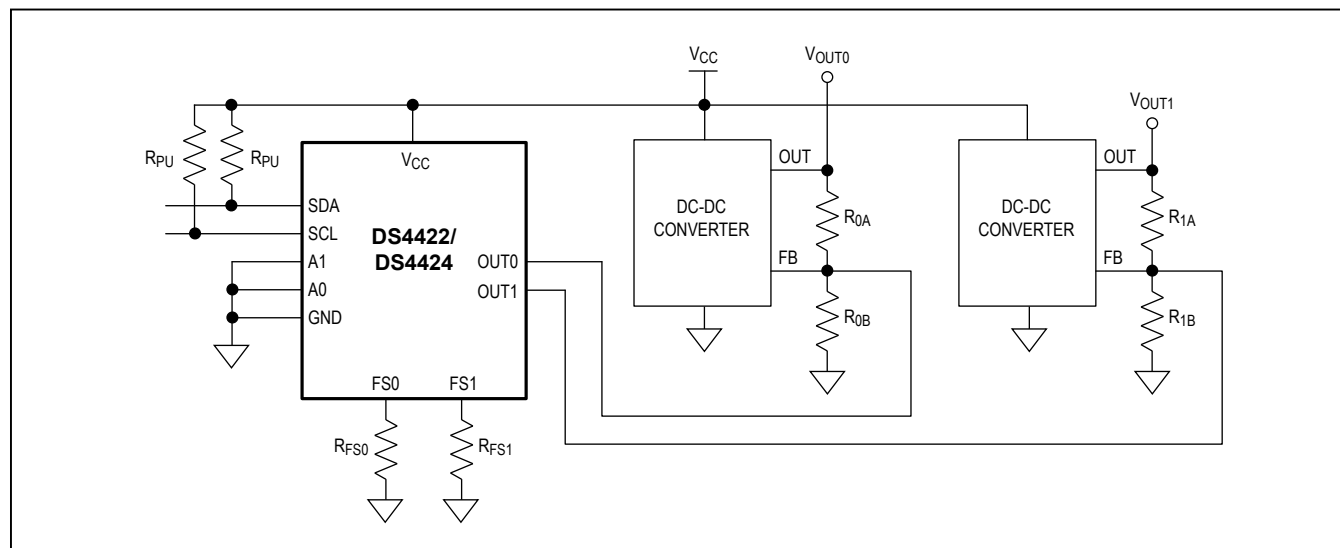 VCC
VOUT0
VOUT1
RPU
RPU
VCC
OUT
OUT
SDA
SCL
DS4422/
DS4424
DC-DC
CONVERTER
R0A
DC-DC
CONVERTER
R1A
A1
A0
GND
OUT0
OUT1
FB
FB
R0B
R1B
FS0
FS1
RFS0
RFS1